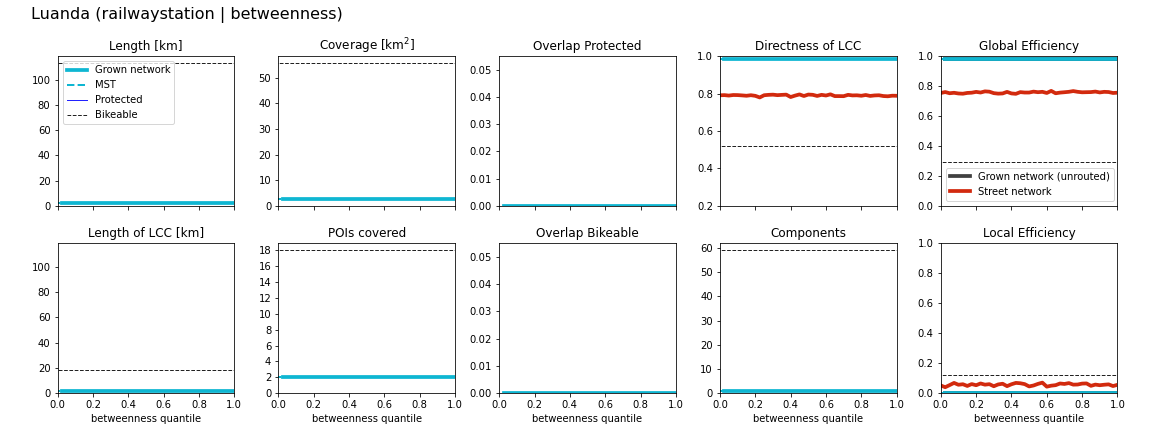 Luanda (railwaystation | betweenness)
Length [km]
Coverage [km²]
Overlap Protected
Directness of LCC
Global Efficiency
Grown network
MST
Protected
Bikeable
100
80
60
40
20
0
50
40
30
20
10
0
0.05
0.04
0.03
0.02
0.01
0.00
1.0
0.8
0.6
0.4
0.2
1.0
0.8
0.6
0.4
0.2
0.0
Grown network (unrouted)
Street network
Length of LCC [km]
POIs covered
Overlap Bikeable
Components
Local Efficiency
100
80
60
40
20
0
18
16
14
12
10
8
6
4
2
0
0.05
0.04
0.03
0.02
0.01
0.00
60
50
40
30
20
10
0
1.0
0.8
0.6
0.4
0.2
0.0
0.0 0.2 0.4 0.6 0.8 1.0
0.0 0.2 0.4 0.6 0.8 1.0
0.0 0.2 0.4 0.6 0.8 1.0
0.0 0.2 0.4 0.6 0.8 1.0
0.0 0.2 0.4 0.6 0.8 1.0
betweenness quantile
betweenness quantile
betweenness quantile
betweenness quantile
betweenness quantile